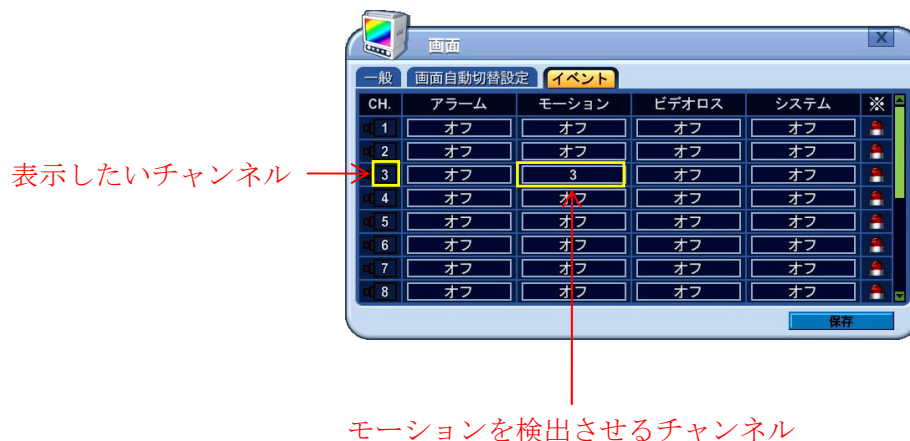 画面
X
一般 画面自動切替設定 イベント
CH. アラーム モーション ビデオロス システム ※
1 オフ オフ オフ オフ
2 オフ オフ オフ オフ
表示したいチャンネル
3 オフ 3 オフ オフ
4 オフ オフ オフ オフ
5 オフ オフ オフ オフ
6 オフ オフ オフ オフ
7 オフ オフ オフ オフ
8 オフ オフ オフ オフ
保存
モーションを検出させるチャンネル